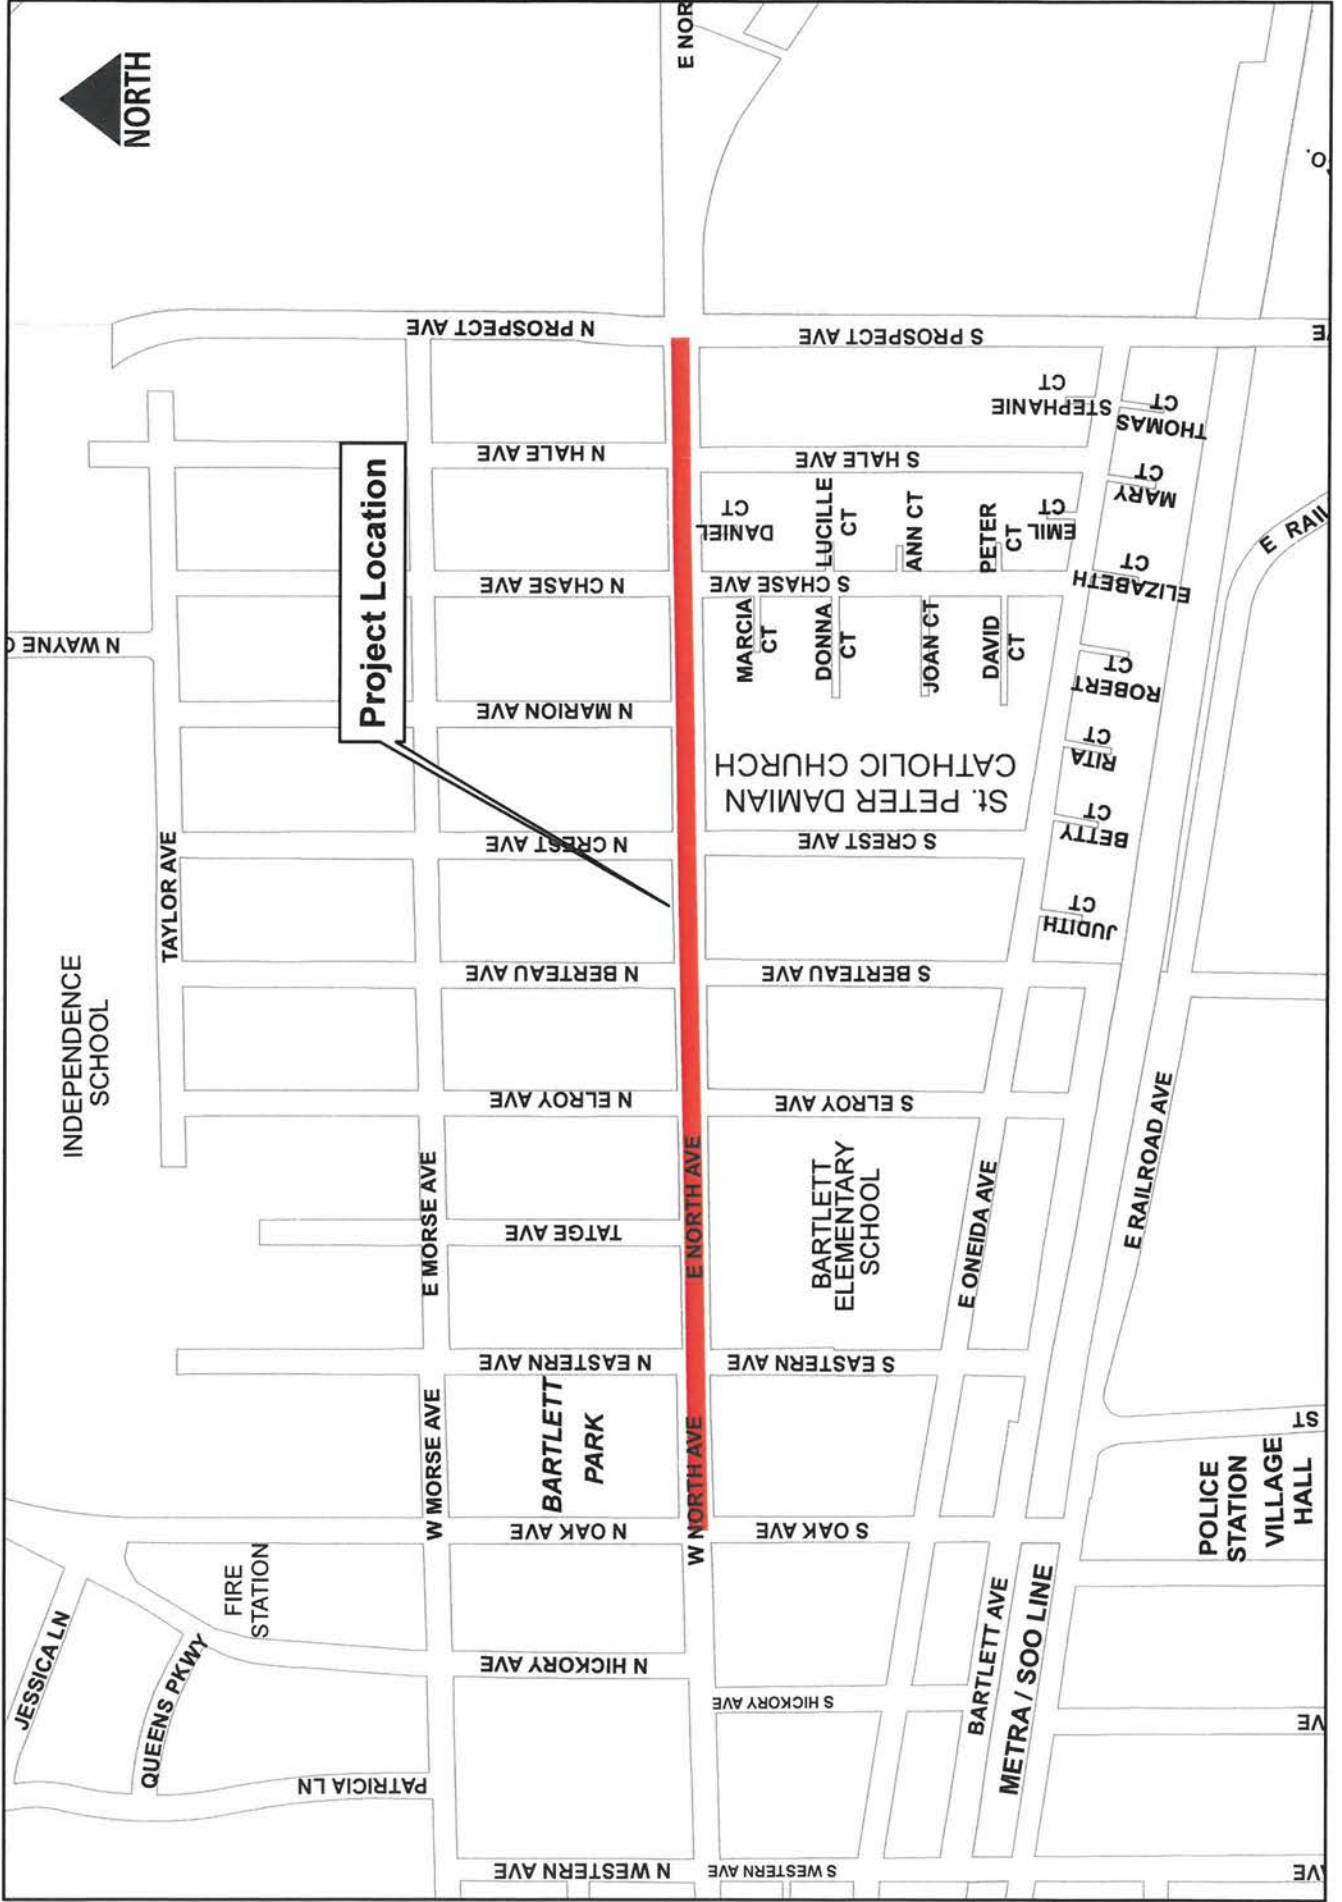 NORTH
E NOR
N PROSPECT AVE
S PROSPECT AVE
N HALE AVE
S HALE AVE
STEPHANIE
CT
THOMAS
CT
MARY
CT
Project Location
DANIEL
CT
LUCILLE
CT
ANN CT
PETER
CT
EMIL
CT
ELIZABETH
CT
E RAIL
N CHASE AVE
S CHASE AVE
N WAYNE C
MARCIA
CT
DONNA
CT
JOAN CT
DAVID
CT
ROBERT
CT
N MARION AVE
St. PETER DAMIAN
CATHOLIC CHURCH
RITA
CT
BETTY
CT
TAYLOR AVE
N CREST AVE
S CREST AVE
JUDITH
CT
INDEPENDENCE
SCHOOL
N BERTEAU AVE
S BERTEAU AVE
N ELROY AVE
S ELROY AVE
E MORSE AVE
TATGE AVE
E NORTH AVE
BARTLETT
ELEMENTARY
SCHOOL
E ONEIDA AVE
E RAILROAD AVE
N EASTERN AVE
S EASTERN AVE
W MORSE AVE
BARTLETT
PARK
W NORTH AVE
ST
POLICE
STATION
VILLAGE
HALL
N OAK AVE
S OAK AVE
FIRE
STATION
JESSICA LN
QUEENS PKWY
N HICKORY AVE
S HICKORY AVE
BARTLETT AVE
METRA / SOO LINE
PATRICIA LN
N WESTERN AVE
S WESTERN AVE
VE
VE
VE
O.